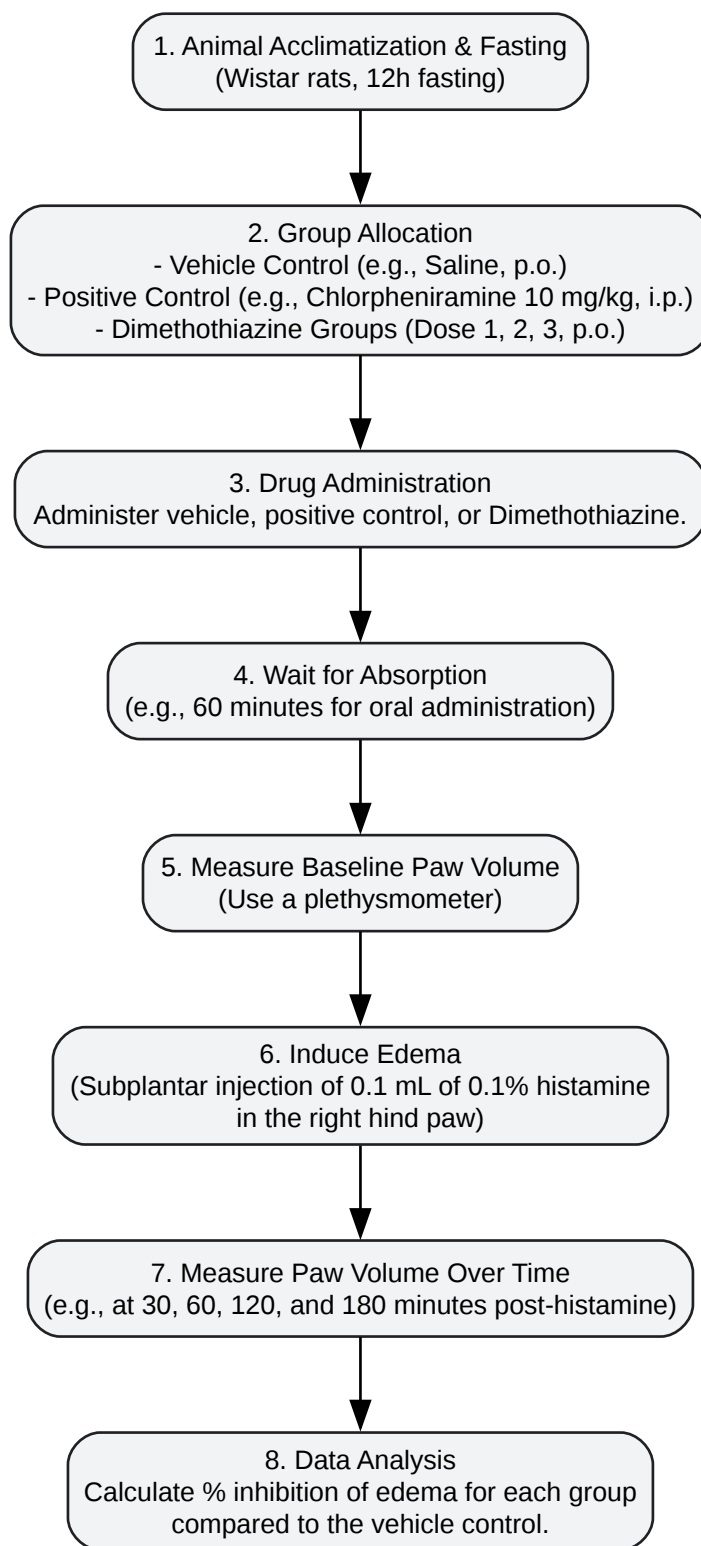 1. Animal Acclimatization & Fasting
(Wistar rats, 12h fasting)
2. Group Allocation
- Vehicle Control (e.g., Saline, p.o.)
- Positive Control (e.g., Chlorpheniramine 10 mg/kg, i.p.)
- Dimethothiazine Groups (Dose 1, 2, 3, p.o.)
3. Drug Administration
Administer vehicle, positive control, or Dimethothiazine.
4. Wait for Absorption
(e.g., 60 minutes for oral administration)
5. Measure Baseline Paw Volume
(Use a plethysmometer)
6. Induce Edema
(Subplantar injection of 0.1 mL of 0.1% histamine
in the right hind paw)
7. Measure Paw Volume Over Time
(e.g., at 30, 60, 120, and 180 minutes post-histamine)
8. Data Analysis
Calculate % inhibition of edema for each group
compared to the vehicle control.